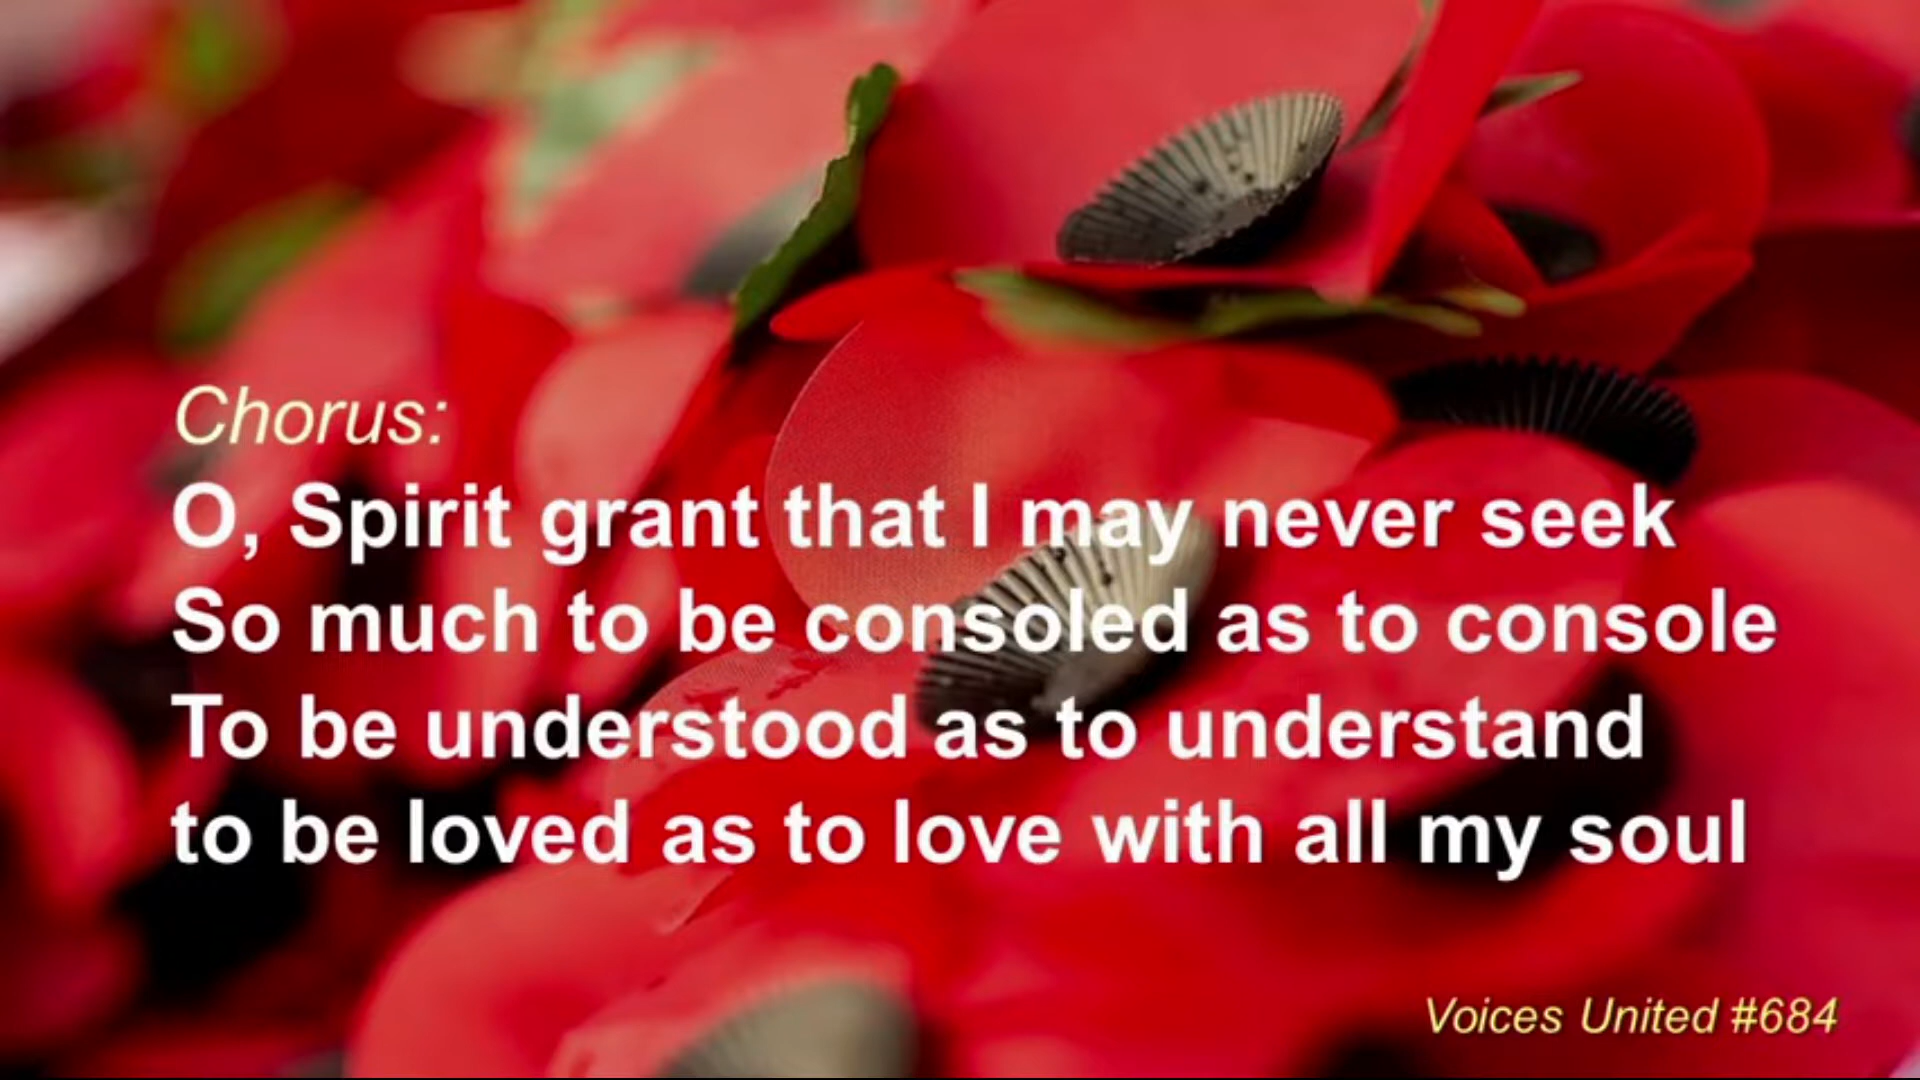 Chorus:
O, Spirit grant that I may never seek
So much to be consoled as to console
To be understood as to understand
to be loved as to love with all my soul
Voices United #684